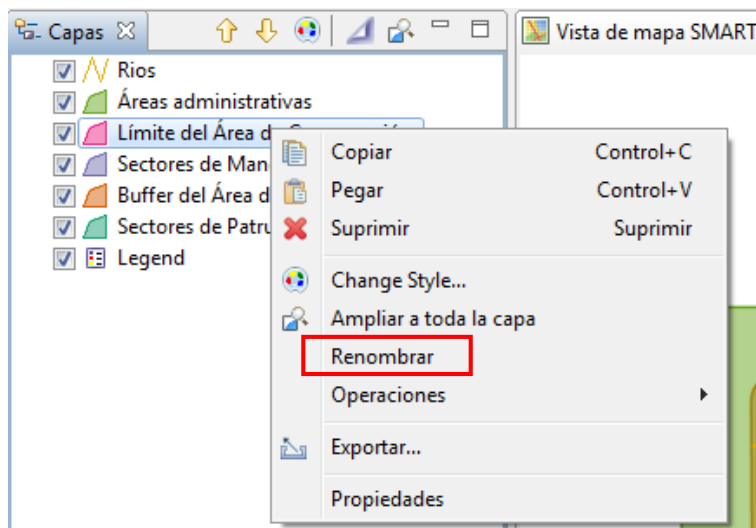 Capas
Vista de mapa SMART
Rios
Áreas administrativas
Límite del Área d
Sectores de Man
Buffer del Área d
Sectores de Patru
Legend
Copiar Control+C
Pegar Control+V
Suprimir Suprimir
Change Style...
Ampliar a toda la capa
Renombrar
Operaciones
Exportar...
Propiedades